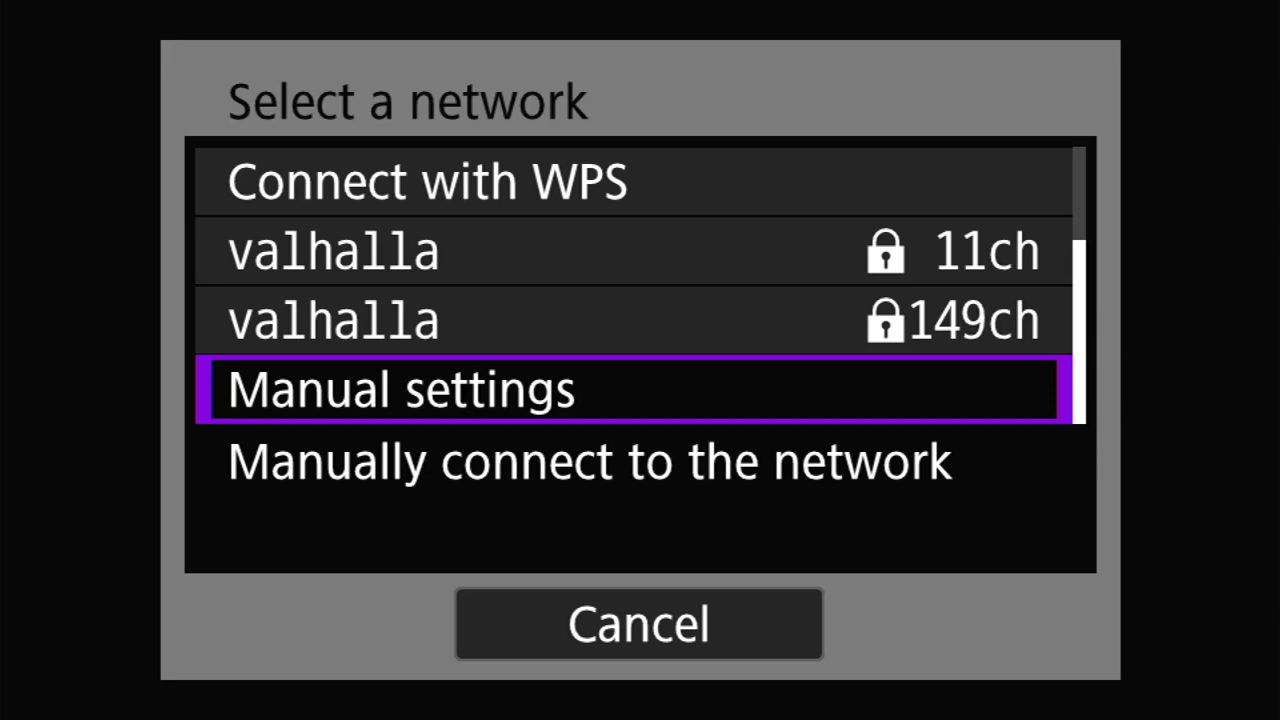 Select a network
Connect with WPS
valhalla 11ch
valhalla 149ch
Manual settings
Manually connect to the network
Cancel